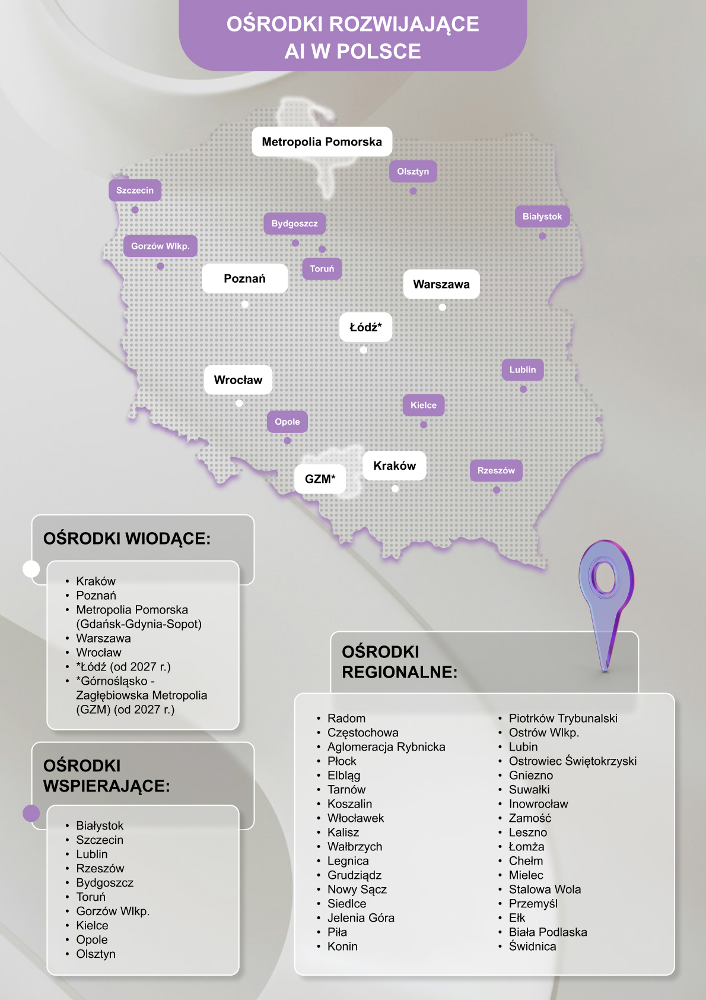 OŚRODKI ROZWIJAJĄCE
AI W POLSCE
Metropolia Pomorska
Olsztyn
Szczecin
Białystok
Bydgoszcz
Gorzów Wlkp.
Toruń
Poznań
Warszawa
Łódź*
Lublin
Wrocław
Kielce
Opole
Kraków
Rzeszów
GZM*
OŚRODKI WIODĄCE:
• Kraków
• Poznań
• Metropolia Pomorska
(Gdańsk-Gdynia-Sopot)
• Warszawa
• Wrocław
• *Łódź (od 2027 r.)
• *Górnośląsko -
Zagłębiowska Metropolia
(GZM) (od 2027 r.)
OŚRODKI
WSPIERAJĄCE:
• Białystok
• Szczecin
• Lublin
• Rzeszów
• Bydgoszcz
• Toruń
• Gorzów Wlkp.
• Kielce
• Opole
• Olsztyn
OŚRODKI
REGIONALNE:
• Radom
• Częstochowa
• Aglomeracja Rybnicka
• Płock
• Elbląg
• Tarnów
• Koszalin
• Włocławek
• Kalisz
• Wałbrzych
• Legnica
• Grudziądz
• Nowy Sącz
• Siedlce
• Jelenia Góra
• Piła
• Konin
• Piotrków Trybunalski
• Ostrów Wlkp.
• Lubin
• Ostrowiec Świętokrzyski
• Gniezno
• Suwałki
• Inowrocław
• Zamość
• Leszno
• Łomża
• Chełm
• Mielec
• Stalowa Wola
• Przemyśl
• Ełk
• Biała Podlaska
• Świdnica